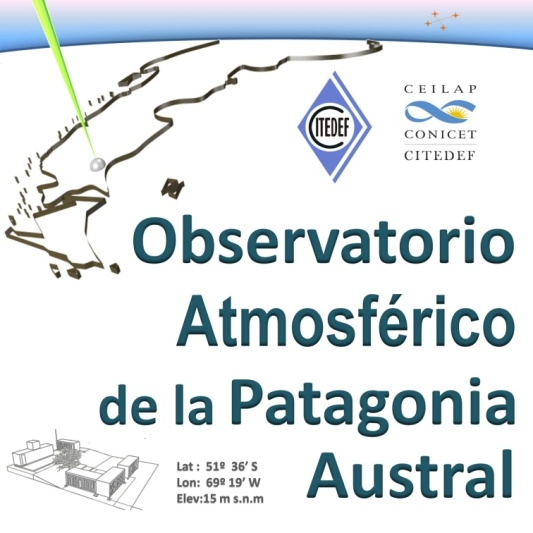 CITEDEF
CEILAP
CONICET
CITEDEF
Observatorio
Atmosférico
de la Patagonia
Austral
Lat : 51º 36’ S
Lon: 69º 19’ W
Elev:15 m s.n.m